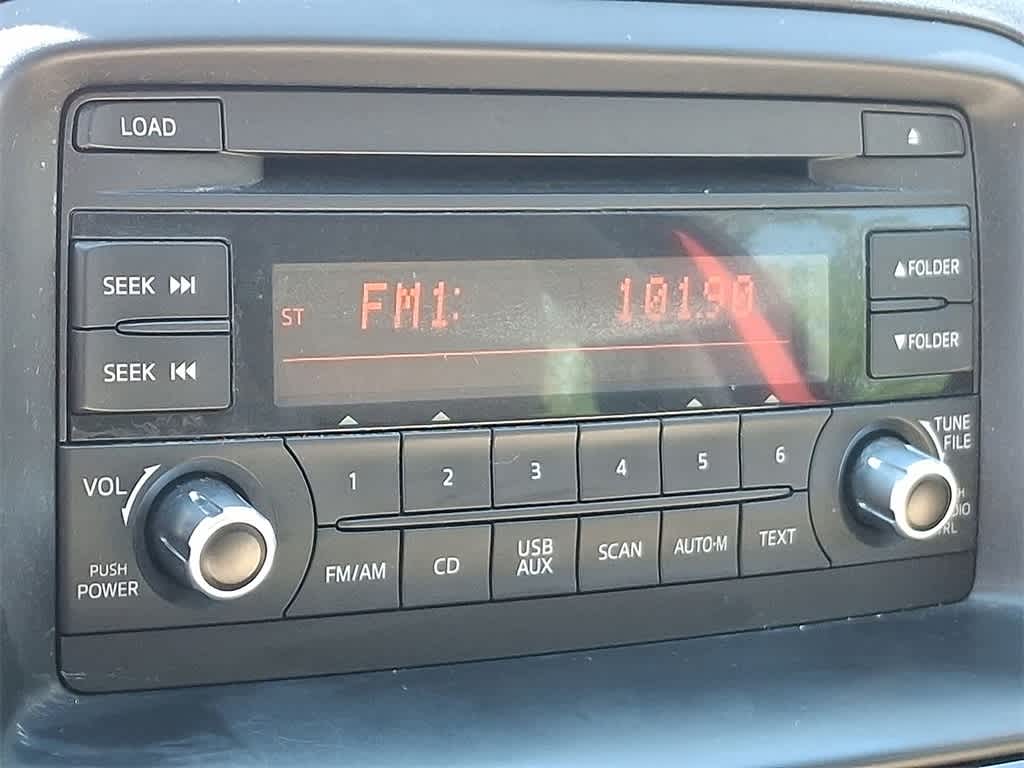 LOAD
SEEK
SEEK
FOLDER
FOLDER
ST FM1: 101.90
VOL
PUSH
POWER
1 2 3 4 5 6
FM/AM CD USB
AUX SCAN AUTO·M TEXT
TUNE
FILE